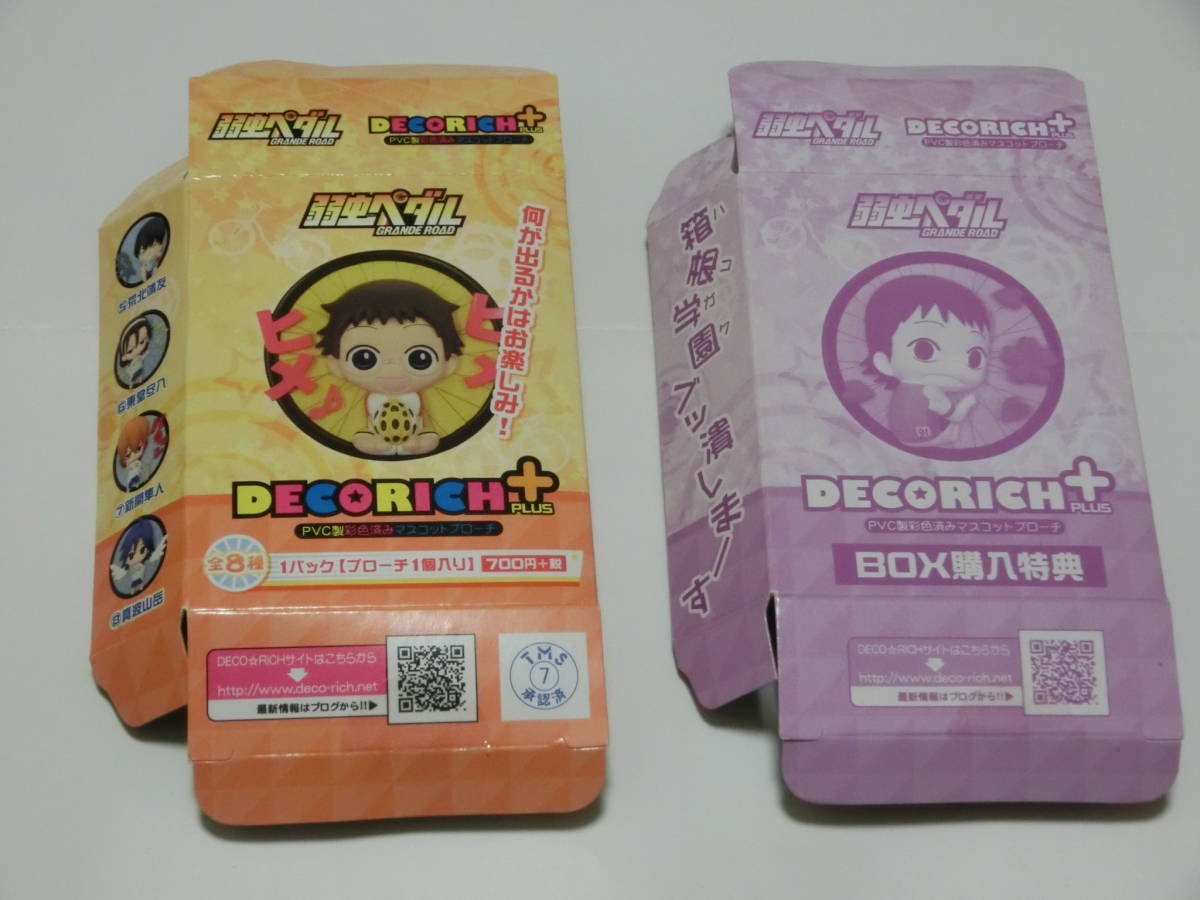 弱虫ペダル
GRANDE ROAD
DECORICH+
PLUS
PVC製彩色済みマスコットブローチ
弱虫ペダル
GRANDE ROAD
何が出るかはお楽しみ!
ヒメ
ヒメ♪
DECO★RICH+
PLUS
PVC製彩色済みマスコットブローチ
全8種
1パック【ブローチ1個入り】 700円+税
DECO☆RICHサイトはこちらから
http://www.deco-rich.net
最新情報はブログから!!▶
TMS
7
承認済
⑤荒北靖友
⑥東堂尽八
⑦新開隼人
⑧真波山岳
弱虫ペダル
GRANDE ROAD
DECORICH+
PLUS
PVC製彩色済みマスコットブローチ
箱根学園ブッ潰しまーす
ハコガク
弱虫ペダル
GRANDE ROAD
91
DECO★RICH+
PLUS
PVC製彩色済みマスコットブローチ
BOX購入特典
DECO☆RICHサイトはこちらから
http://www.deco-rich.net
最新情報はブログから!!▶